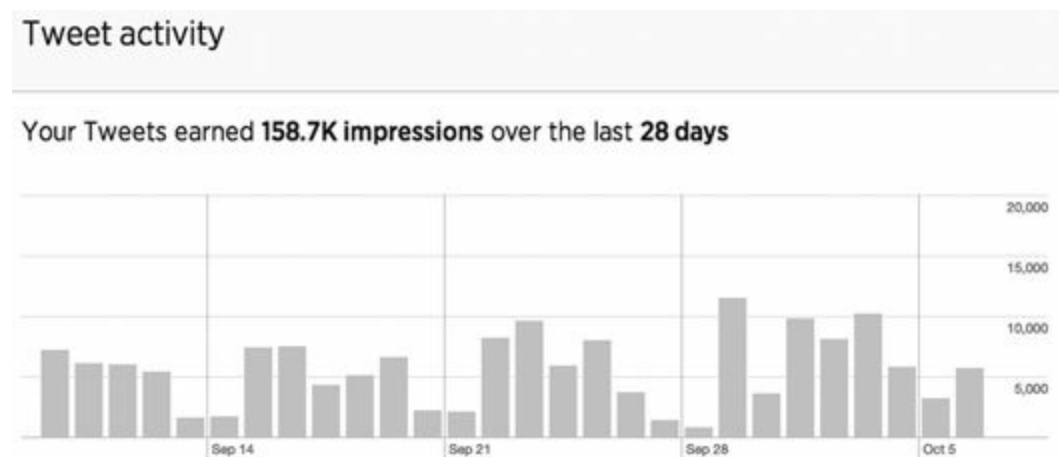 Tweet activity
Your Tweets earned 158.7K impressions over the last 28 days
20,000
15,000
10,000
5,000
Sep 14 Sep 21 Sep 28 Oct 5